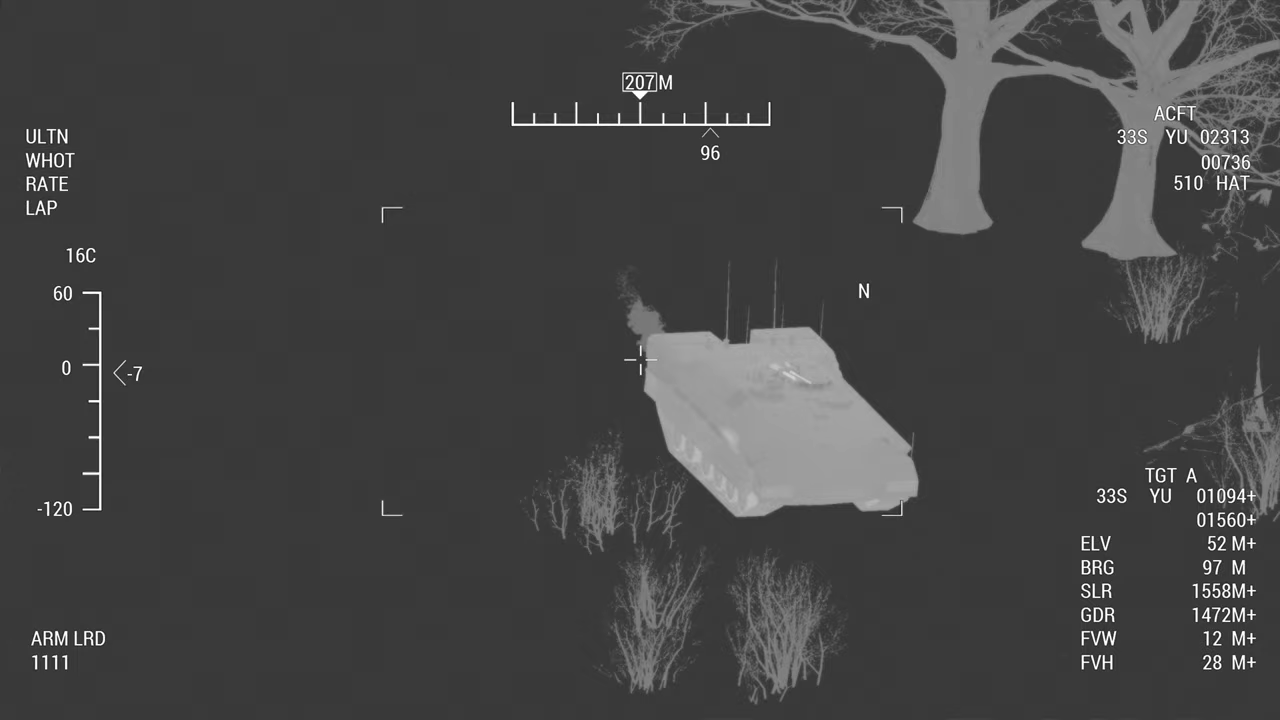 207 M
96
ULTN
WHOT
RATE
LAP
ACFT
33S YU 02313
00736
510 HAT
16C
60
0
-7
-120
N
TGT A
33S YU 01094+
01560+
ELV 52 M+
BRG 97 M
SLR 1558M+
GDR 1472M+
FVW 12 M+
FVH 28 M+
ARM LRD
1111